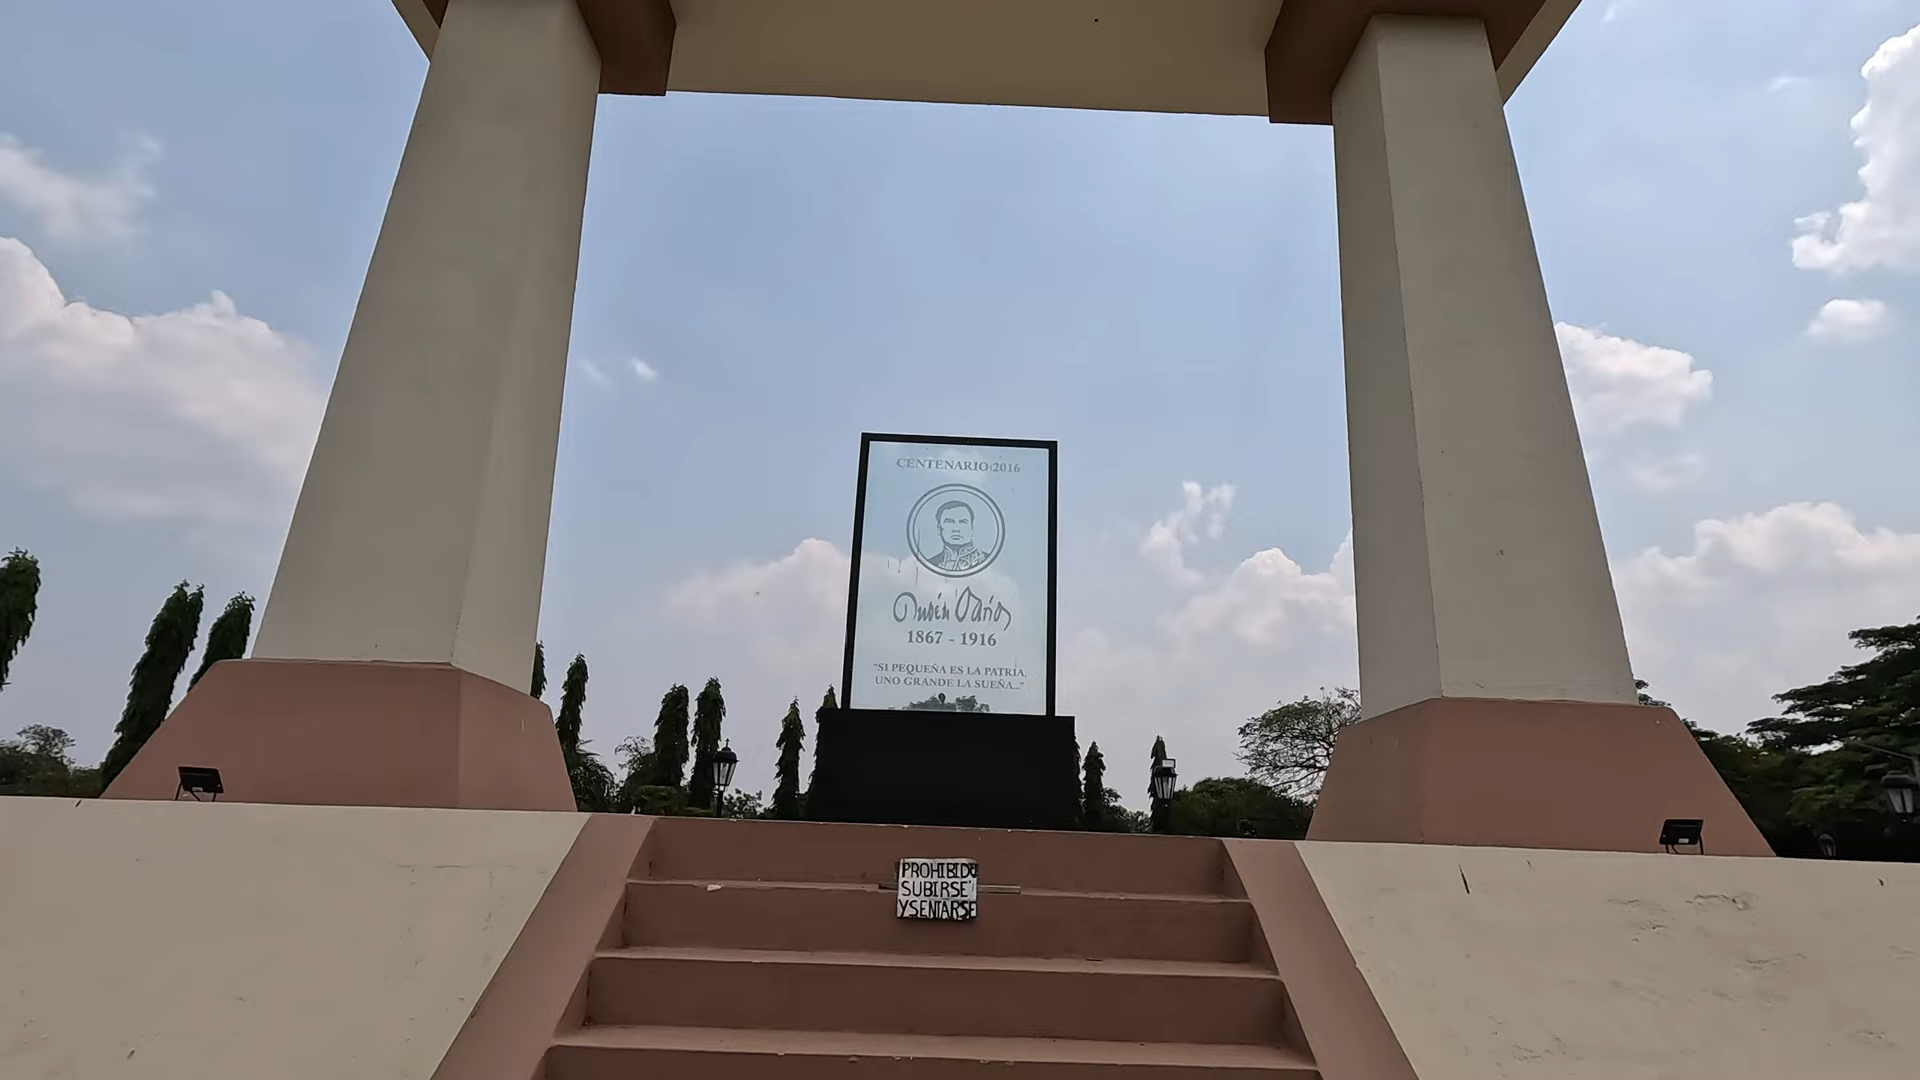 CENTENARIO 2016
Rubén Darío
1867 - 1916
"SI PEQUEÑA ES LA PATRIA,
UNO GRANDE LA SUEÑA..."
PROHIBIDO
SUBIRSE
Y SENTARSE